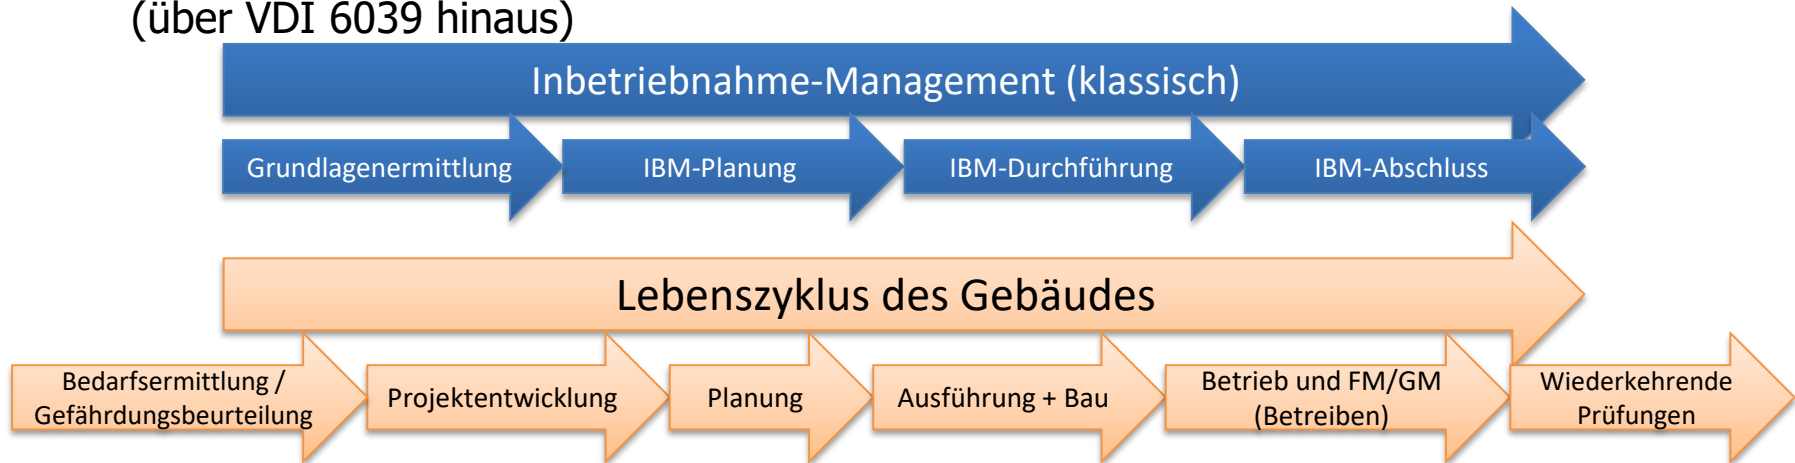 (über VDI 6039 hinaus)
Inbetriebnahme-Management (klassisch)
Grundlagenermittlung
IBM-Planung
IBM-Durchführung
IBM-Abschluss
Lebenszyklus des Gebäudes
Bedarfsermittlung /
Gefährdungsbeurteilung
Projektentwicklung
Planung
Ausführung + Bau
Betrieb und FM/GM
(Betreiben)
Wiederkehrende
Prüfungen